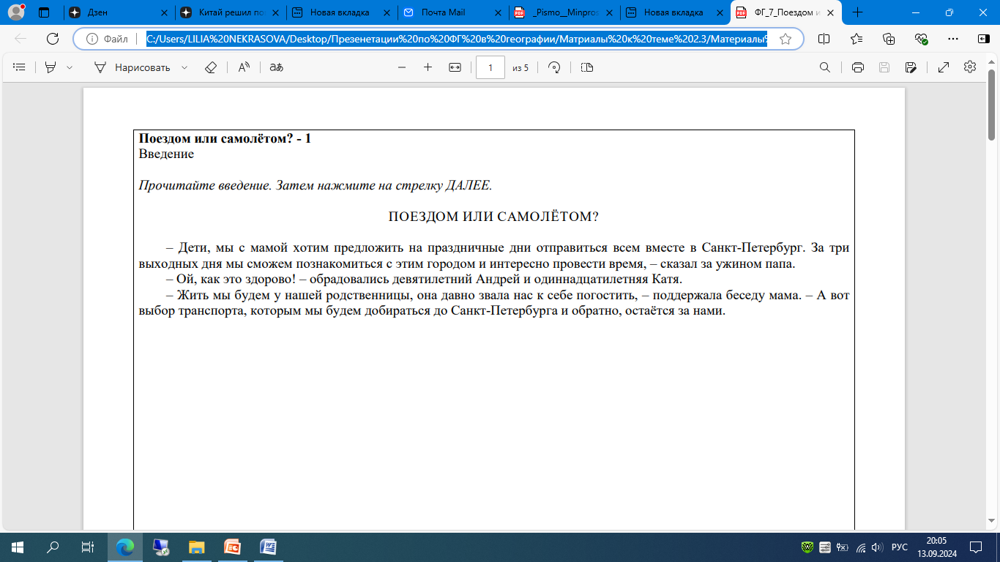 Дзен
Китай решил по
Новая вкладка
Почта Mail
_Pismo__Minpros
Новая вкладка
ФГ_7_Поездом и
Файл
C:/Users/LILIA%20NEKRASOVA/Desktop/Презенетации%20по%20ФГ%20в%20географии/Матриалы%20к%20теме%202.3/Материалы%
Нарисовать
аあ
1
из 5
Поездом или самолётом? - 1
Введение
Прочитайте введение. Затем нажмите на стрелку ДАЛЕЕ.
ПОЕЗДОМ ИЛИ САМОЛЁТОМ?
– Дети, мы с мамой хотим предложить на праздничные дни отправиться всем вместе в Санкт-Петербург. За три
выходных дня мы сможем познакомиться с этим городом и интересно провести время, – сказал за ужином папа.
– Ой, как это здорово! – обрадовались девятилетний Андрей и одиннадцатилетняя Катя.
– Жить мы будем у нашей родственницы, она давно звала нас к себе погостить, – поддержала беседу мама. – А вот
выбор транспорта, которым мы будем добираться до Санкт-Петербурга и обратно, остаётся за нами.
РУС
20:05
13.09.2024